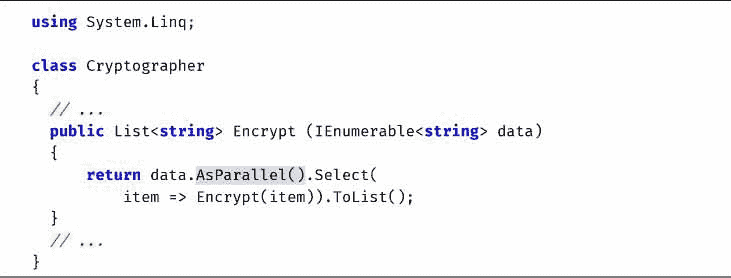 using System.Linq;
class Cryptographer
{
// ...
public List<string> Encrypt (IEnumerable<string> data)
{
return data.AsParallel().Select(
item => Encrypt(item)).ToList();
}
// ...
}